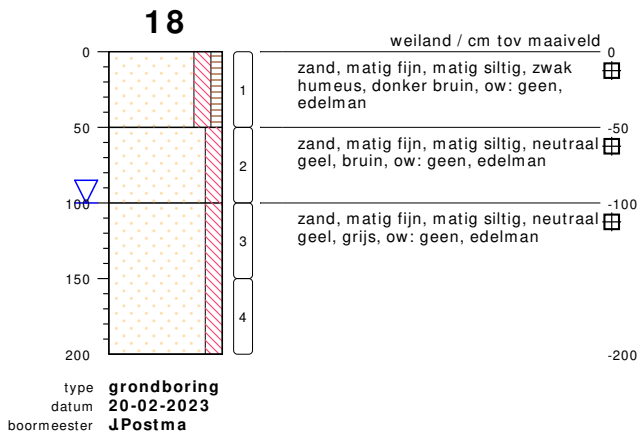 18
weiland / cm tov maaiveld
0
0
zand, matig fijn, matig siltig, zwak
humeus, donker bruin, ow: geen,
edelman
1
50
-50
zand, matig fijn, matig siltig, neutraal
geel, bruin, ow: geen, edelman
2
100
-100
zand, matig fijn, matig siltig, neutraal
geel, grijs, ow: geen, edelman
3
150
4
200
-200
type grondboring
datum 20-02-2023
boormeester J.Postma